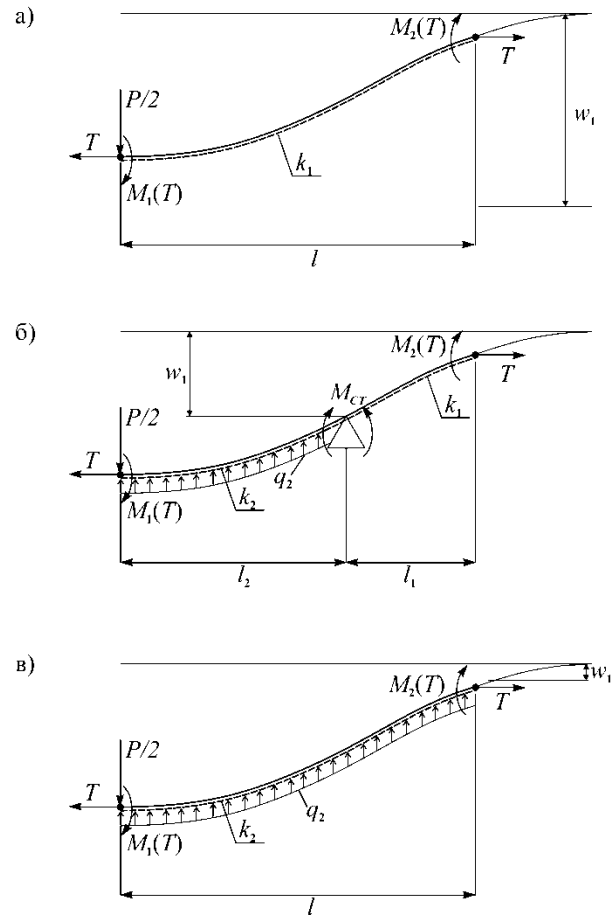 а)
M₂(T)
T
P/2
w₁
T
k₁
M₁(T)
l
б)
M₂(T)
w₁
T
M_ст
P/2
k₁
T
q₂
M₁(T)
k₂
l₂
l₁
в)
w₁
M₂(T)
T
P/2
T
q₂
M₁(T)
k₂
l